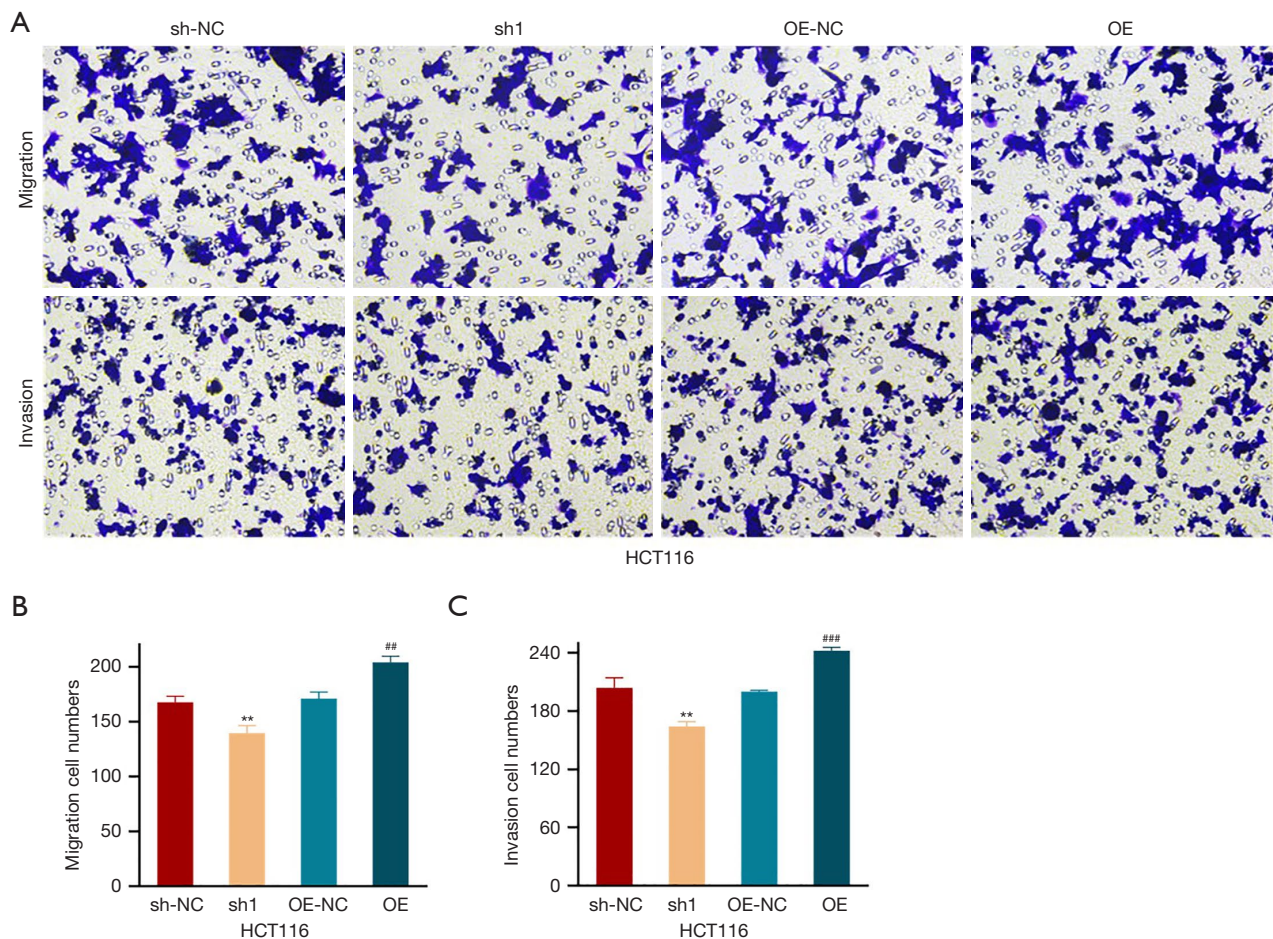 A
sh-NC
sh1
OE-NC
OE
Migration
Invasion
HCT116
B
Migration cell numbers
200
150
100
50
0
**
##
sh-NC
sh1
OE-NC
OE
HCT116
C
Invasion cell numbers
240
180
120
60
0
**
###
sh-NC
sh1
OE-NC
OE
HCT116